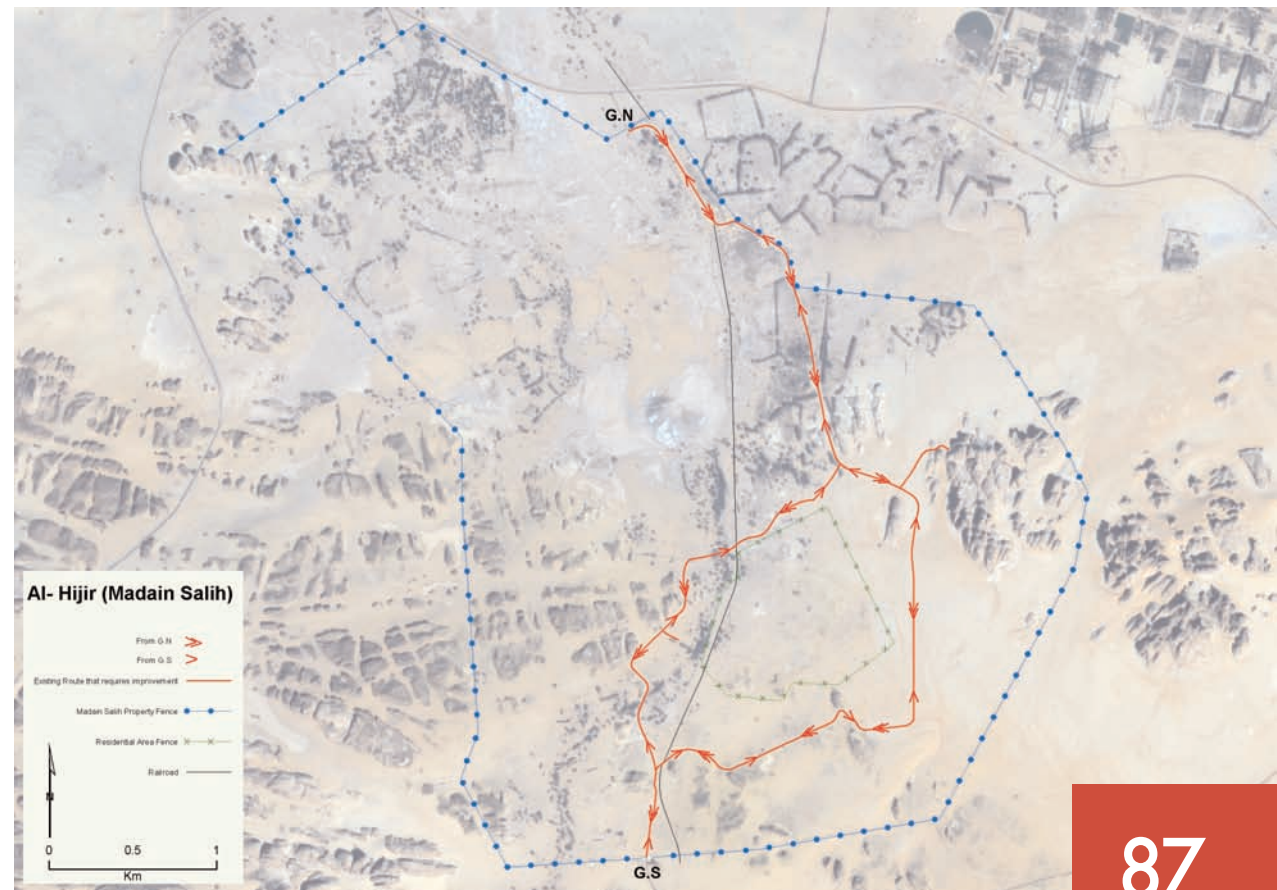 G.N
Al- Hijir (Madain Salih)
From G.N
From G.S
Existing Route that requires improvement
Madain Salih Property Fence
Residential Area Fence
Railroad
N
0 0.5 1
Km
G.S
87